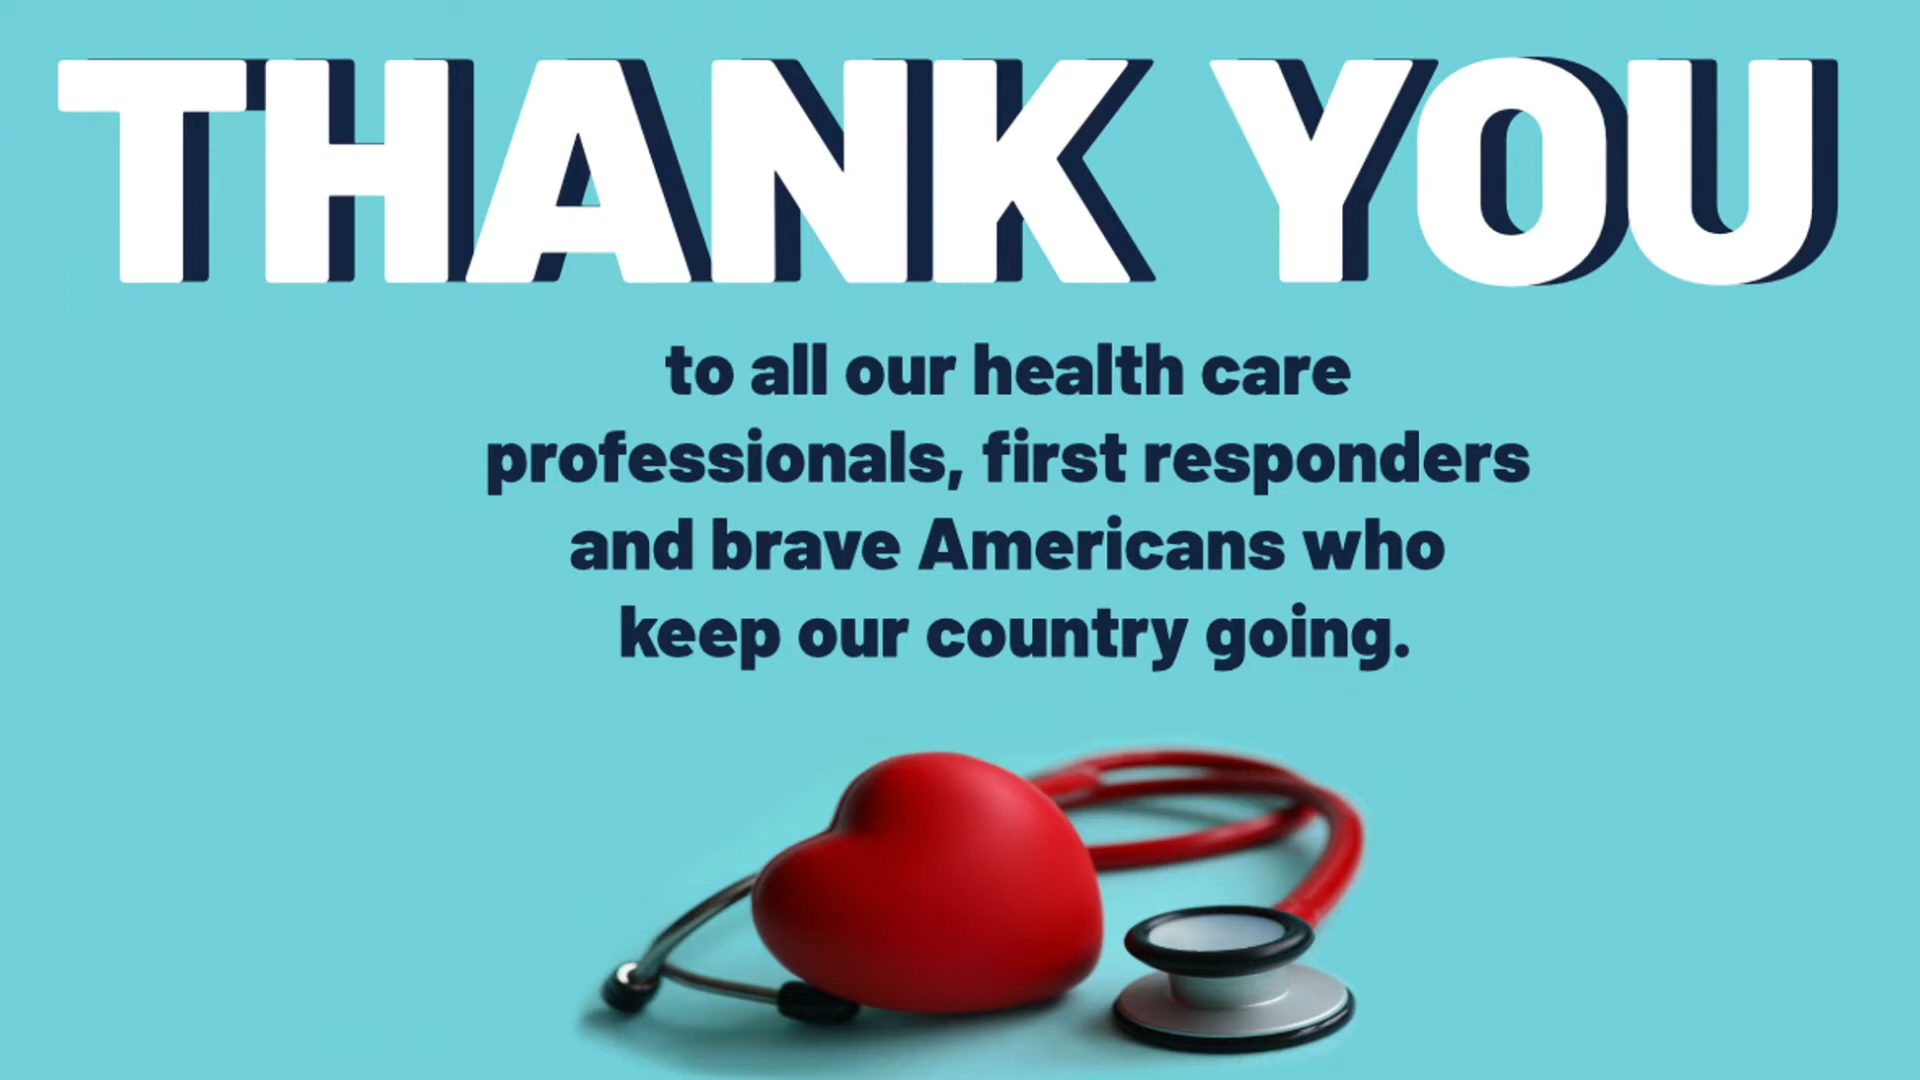 THANK YOU
to all our health care
professionals, first responders
and brave Americans who
keep our country going.